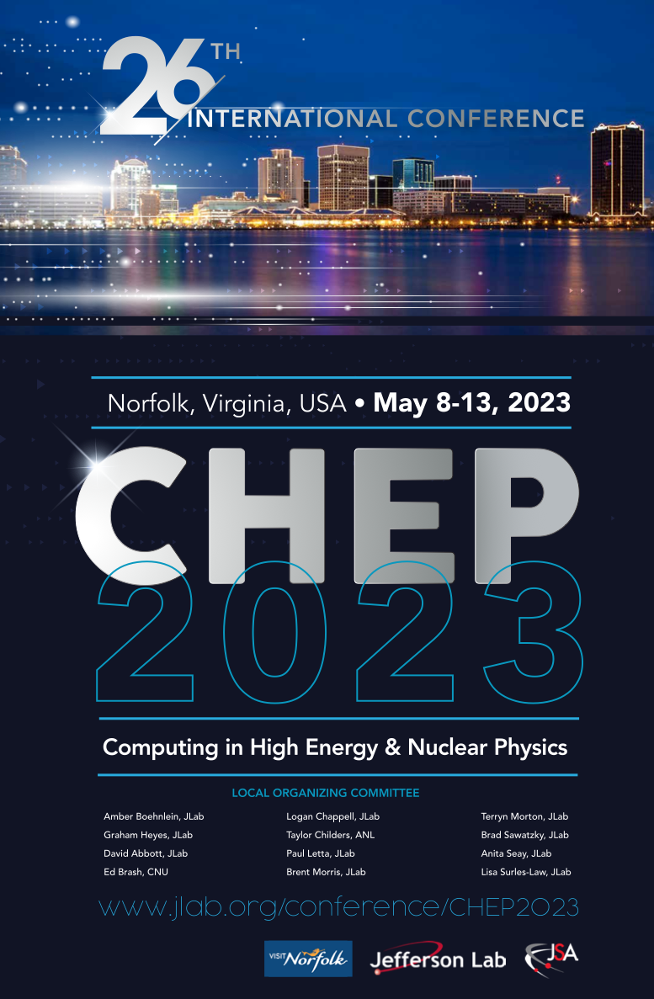 26TH
INTERNATIONAL CONFERENCE
Norfolk, Virginia, USA • May 8-13, 2023
CHEP
2023
Computing in High Energy & Nuclear Physics
LOCAL ORGANIZING COMMITTEE
Amber Boehnlein, JLab
Graham Heyes, JLab
David Abbott, JLab
Ed Brash, CNU
Logan Chappell, JLab
Taylor Childers, ANL
Paul Letta, JLab
Brent Morris, JLab
Terryn Morton, JLab
Brad Sawatzky, JLab
Anita Seay, JLab
Lisa Surles-Law, JLab
www.jlab.org/conference/CHEP2023
VISIT Norfolk
Jefferson Lab
JSA